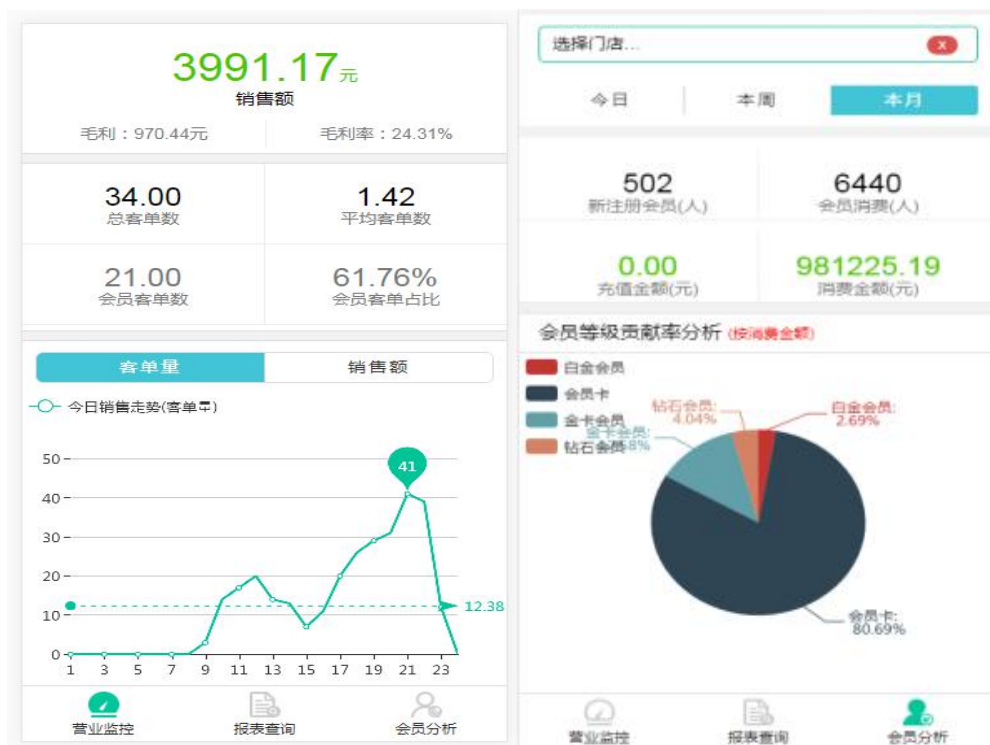 3991.17元
销售额
毛利：970.44元
毛利率：24.31%
34.00
总客单数
1.42
平均客单数
21.00
会员客单数
61.76%
会员客单占比
客单量
销售额
今日销售走势(客单量)
50
40
30
20
10
0
41
12.38
1 3 5 7 9 11 13 15 17 19 21 23
营业监控
报表查询
会员分析
选择门店...
x
今日
本周
本月
502
新注册会员(人)
6440
会员消费(人)
0.00
充值金额(元)
981225.19
消费金额(元)
会员等级贡献率分析 (按消费金额)
白金会员
会员卡
金卡会员
钻石会员
钻石会员:
4.04%
白金会员:
2.69%
金卡会员:
会员卡:
80.69%
营业监控
报表查询
会员分析